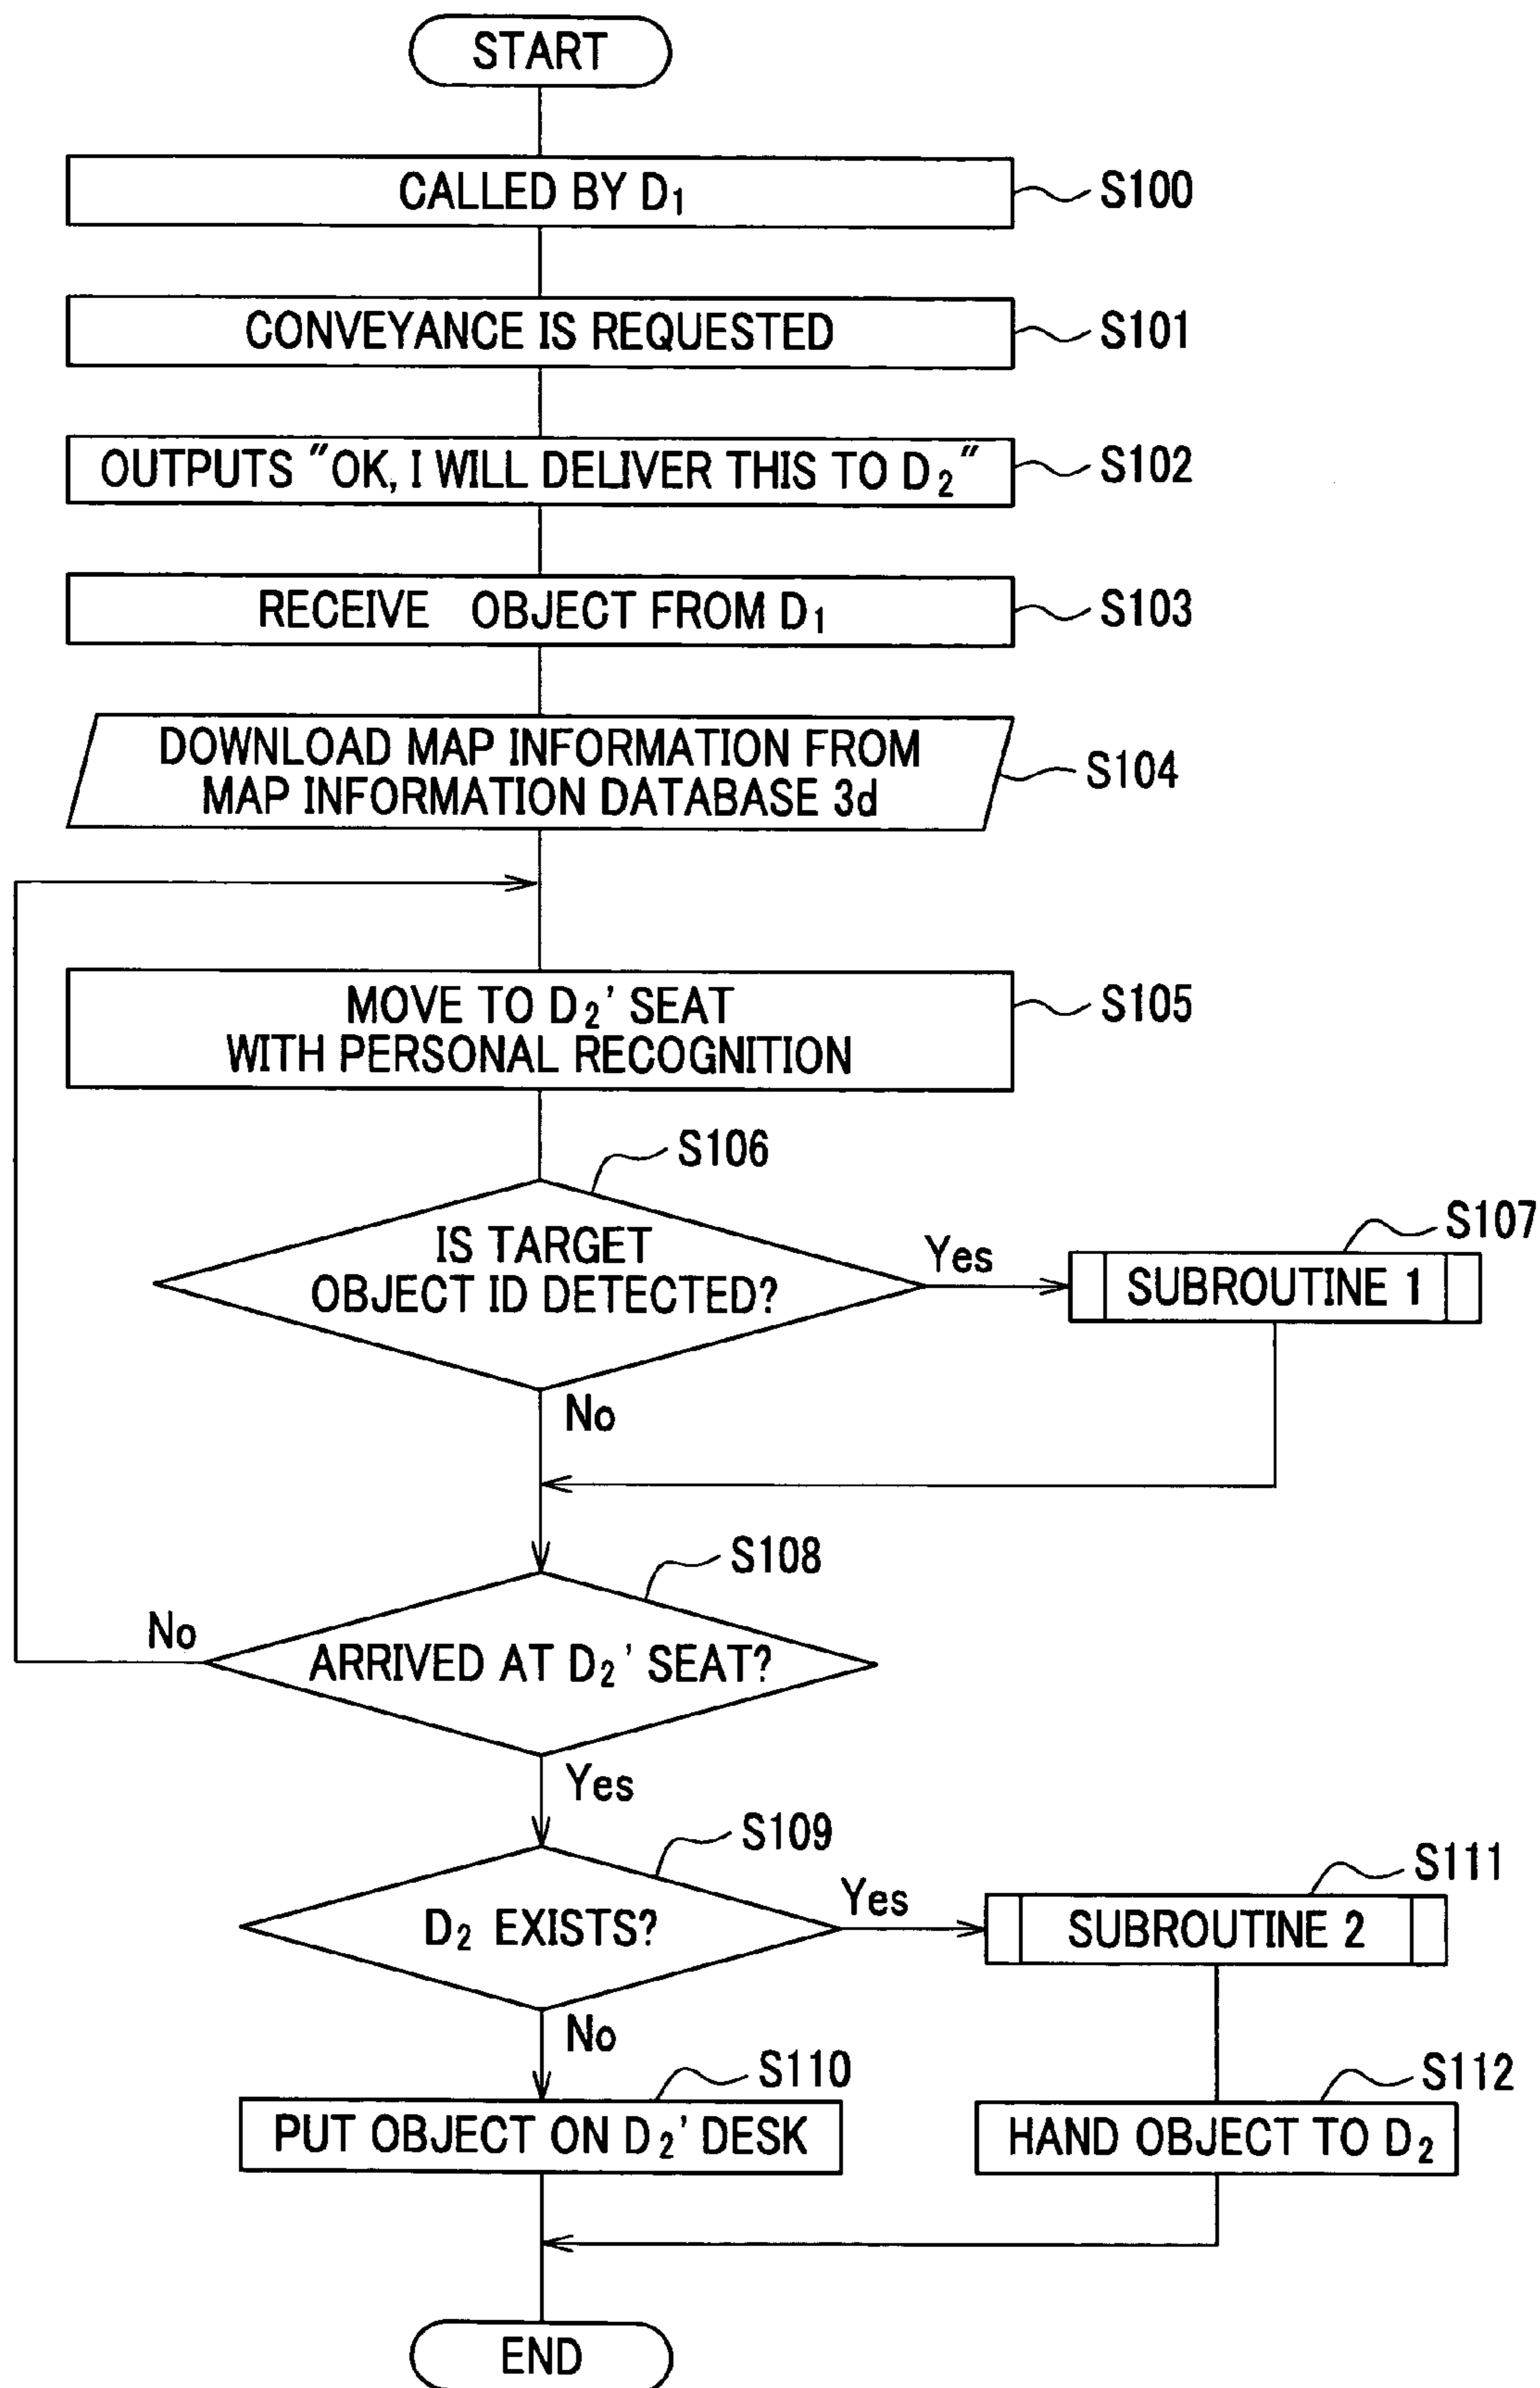 START
CALLED BY D₁
S100
CONVEYANCE IS REQUESTED
S101
OUTPUTS "OK, I WILL DELIVER THIS TO D₂"
S102
RECEIVE OBJECT FROM D₁
S103
DOWNLOAD MAP INFORMATION FROM
MAP INFORMATION DATABASE 3d
S104
MOVE TO D₂' SEAT
WITH PERSONAL RECOGNITION
S105
S106
IS TARGET
OBJECT ID DETECTED?
Yes
S107
SUBROUTINE 1
No
S108
ARRIVED AT D₂' SEAT?
No
Yes
S109
D₂ EXISTS?
Yes
S111
SUBROUTINE 2
No
S110
PUT OBJECT ON D₂' DESK
S112
HAND OBJECT TO D₂
END